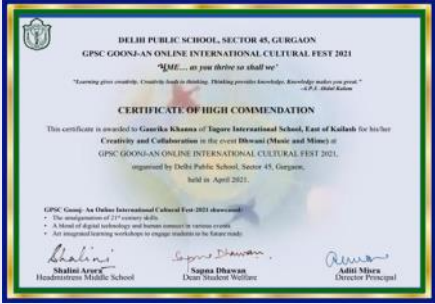 DELHI PUBLIC SCHOOL, SECTOR 45, GURGAON
GPSC GOONJ-AN ONLINE INTERNATIONAL CULTURAL FEST 2021
as you thrive so shall we'
"Learning gives creativity, Creativity leads to thinking, Thinking provides knowledge, Knowledge makes you great."
-A.P.J. Abdul Kalam
CERTIFICATE OF HIGH COMMENDATION
This certificate is awarded to Gaurika Khanna of Tagore International School, East of Kailash for his/her
Creativity and Collaboration in the event Dhwani (Music and Mime) at
GPSC GOONJ-AN ONLINE INTERNATIONAL CULTURAL FEST 2021,
organised by Delhi Public School, Sector 45, Gurgaon,
held in April 2021.
GPSC Goonj- An Online International Cultural Fest-2021 showcased:
• The amalgamation of 21st century skills
• A blend of digital technology and human connect in various events
• Art integrated learning workshops to engage students to be future ready
Shalini
Sapna Dhawan
Shalini Arora
Headmistress Middle School
Sapna Dhawan
Dean Student Welfare
Aditi Misra
Director Principal